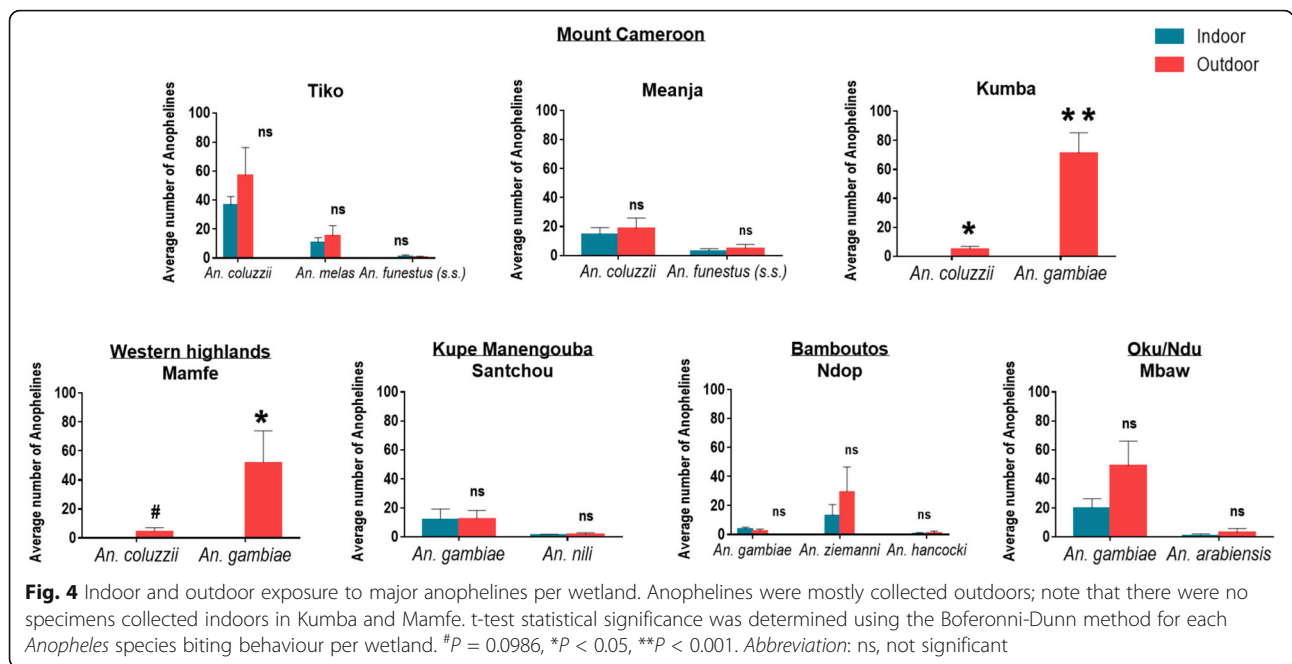 Mount Cameroon
Indoor
Outdoor
Tiko
Average number of Anophelines
100
80
60
40
20
0
ns
ns
ns
An. coluzzii An. melas An. funestus (s.s.)
Meanja
Average number of Anophelines
100
80
60
40
20
0
ns
ns
An. coluzzii An. funestus (s.s.)
Kumba
Average number of Anophelines
100
80
60
40
20
0
*
**
An. coluzzii An. gambiae
Western highlands
Mamfe
Average number of Anophelines
100
80
60
40
20
0
#
*
An. coluzzii An. gambiae
Kupe Manengouba
Santchou
Average number of Anophelines
100
80
60
40
20
0
ns
ns
An. gambiae An. nili
Bamboutos
Ndop
Average number of Anophelines
100
80
60
40
20
0
ns
ns
ns
An. gambiae An. ziemanni An. hancocki
Oku/Ndu
Mbaw
Average number of Anophelines
100
80
60
40
20
0
ns
ns
An. gambiae An. arabiensis
Fig. 4 Indoor and outdoor exposure to major anophelines per wetland. Anophelines were mostly collected outdoors; note that there were no
specimens collected indoors in Kumba and Mamfe. t-test statistical significance was determined using the Boferonni-Dunn method for each
Anopheles species biting behaviour per wetland. #P = 0.0986, *P < 0.05, **P < 0.001. Abbreviation: ns, not significant